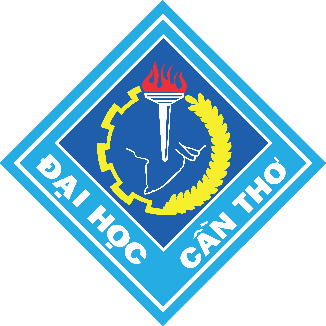 ĐẠI HỌC
CẦN THƠ